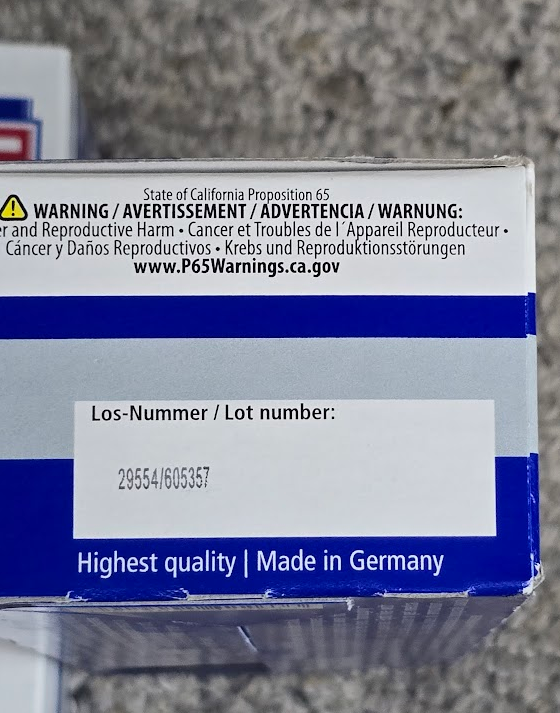 State of California Proposition 65
WARNING / AVERTISSEMENT / ADVERTENCIA / WARNUNG:
and Reproductive Harm • Cancer et Troubles de l´Appareil Reproducteur •
Cáncer y Daños Reproductivos • Krebs und Reproduktionsstörungen
www.P65Warnings.ca.gov
Los-Nummer / Lot number:
29554/605357
Highest quality | Made in Germany